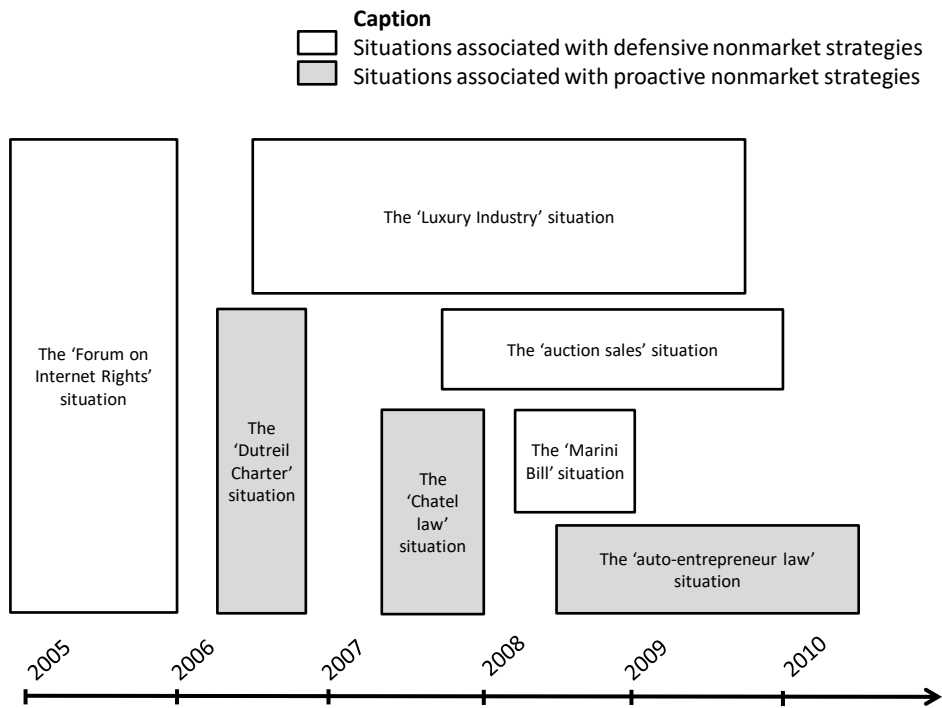 Caption
Situations associated with defensive nonmarket strategies
Situations associated with proactive nonmarket strategies
The ‘Luxury Industry’ situation
The ‘Forum on
Internet Rights’
situation
The ‘auction sales’ situation
The
‘Dutreil
Charter’
situation
The
‘Chatel
law’
situation
The ‘Marini
Bill’ situation
The ‘auto-entrepreneur law’
situation
2005
2006
2007
2008
2009
2010